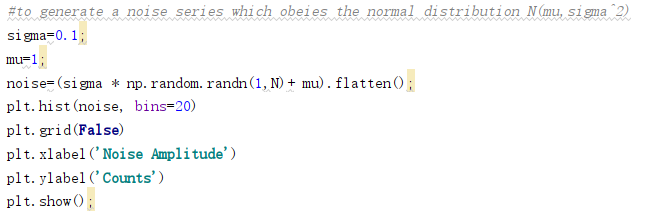 #to generate a noise series which obeies the normal distribution N(mu,sigma^2)
sigma=0.1;
mu=1;
noise=(sigma * np.random.randn(1,N)+ mu).flatten();
plt.hist(noise, bins=20)
plt.grid(False)
plt.xlabel('Noise Amplitude')
plt.ylabel('Counts')
plt.show();